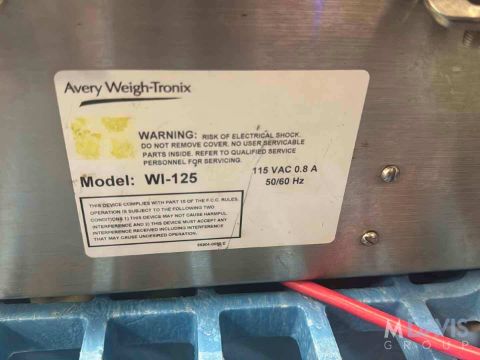 Avery Weigh-Tronix
WARNING: RISK OF ELECTRICAL SHOCK.
DO NOT REMOVE COVER. NO USER SERVICABLE
PARTS INSIDE. REFER TO QUALIFIED SERVICE
PERSONNEL FOR SERVICING.
115 VAC 0.8 A
Model: WI-125
50/60 Hz
THIS DEVICE COMPLIES WITH PART 15 OF THE F.C.C. RULES.
OPERATION IS SUBJECT TO THE FOLLOWING TWO
CONDITIONS 1) THIS DEVICE MAY NOT CAUSE HARMFUL
INTERFERENCE AND 2) THIS DEVICE MUST ACCEPT ANY
INTERFERENCE RECEIVED INCLUDING INTERFERENCE
THAT MAY CAUSE UNDESIRED OPERATION.
M DAVIS
GROUP